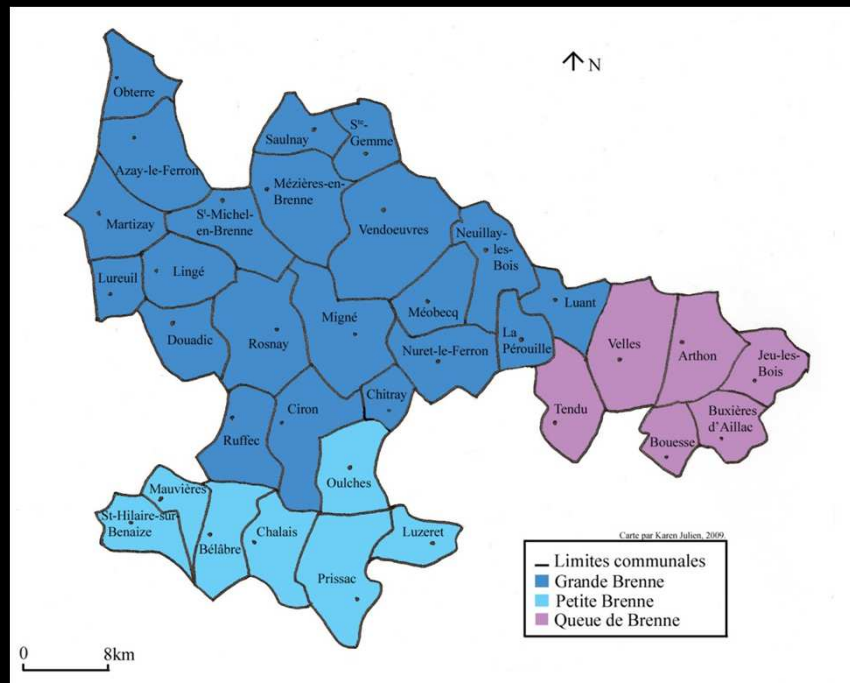 N
Obterre
Saulnay
Ste-
Gemme
Azay-le-Ferron
Mézières-en-
Brenne
St-Michel-
en-Brenne
Martizay
Vendoeuvres
Neuillay-
les-
Bois
Lureuil
Lingé
Luant
Méobecq
Migné
Douadic
Rosnay
La
Pérouille
Nuret-le-Ferron
Velles
Arthon
Jeu-les-
Bois
Chitray
Ciron
Tendu
Buxières
d'Aillac
Ruffec
Bouesse
Oulches
Mauvières
St-Hilaire-sur-
Benaize
Bélâbre
Chalais
Luzeret
Prissac
Carte par Karen Julien, 2009.
Limites communales
Grande Brenne
Petite Brenne
Queue de Brenne
0 8km